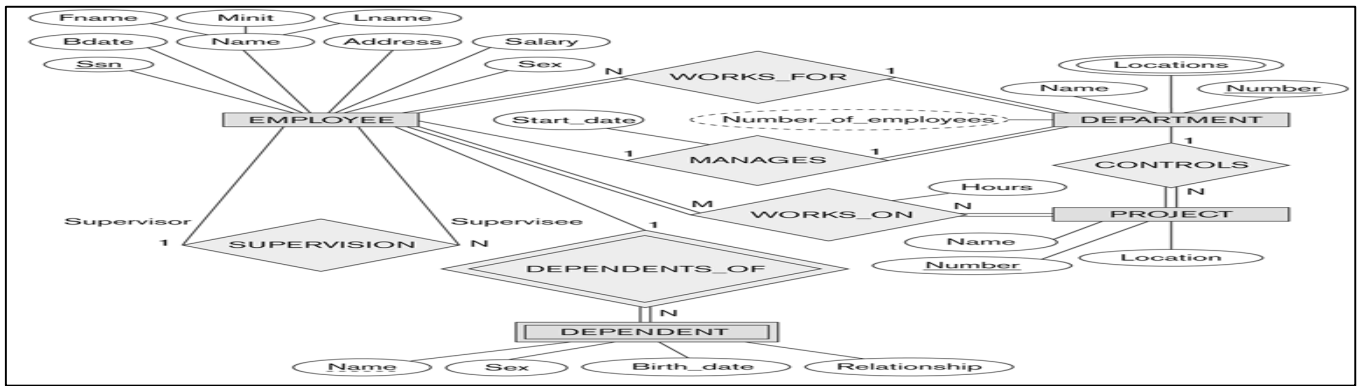 Fname Minit Lname
Bdate Name Address Salary
Ssn Sex
N WORKS_FOR 1
Locations
Name Number
EMPLOYEE Start_date Number_of_employees DEPARTMENT
1 MANAGES 1
1
CONTROLS
N
Hours
M WORKS_ON N PROJECT
Supervisor Supervisee
1 SUPERVISION N
1
Name
Number Location
DEPENDENTS_OF
N
DEPENDENT
Name Sex Birth_date Relationship